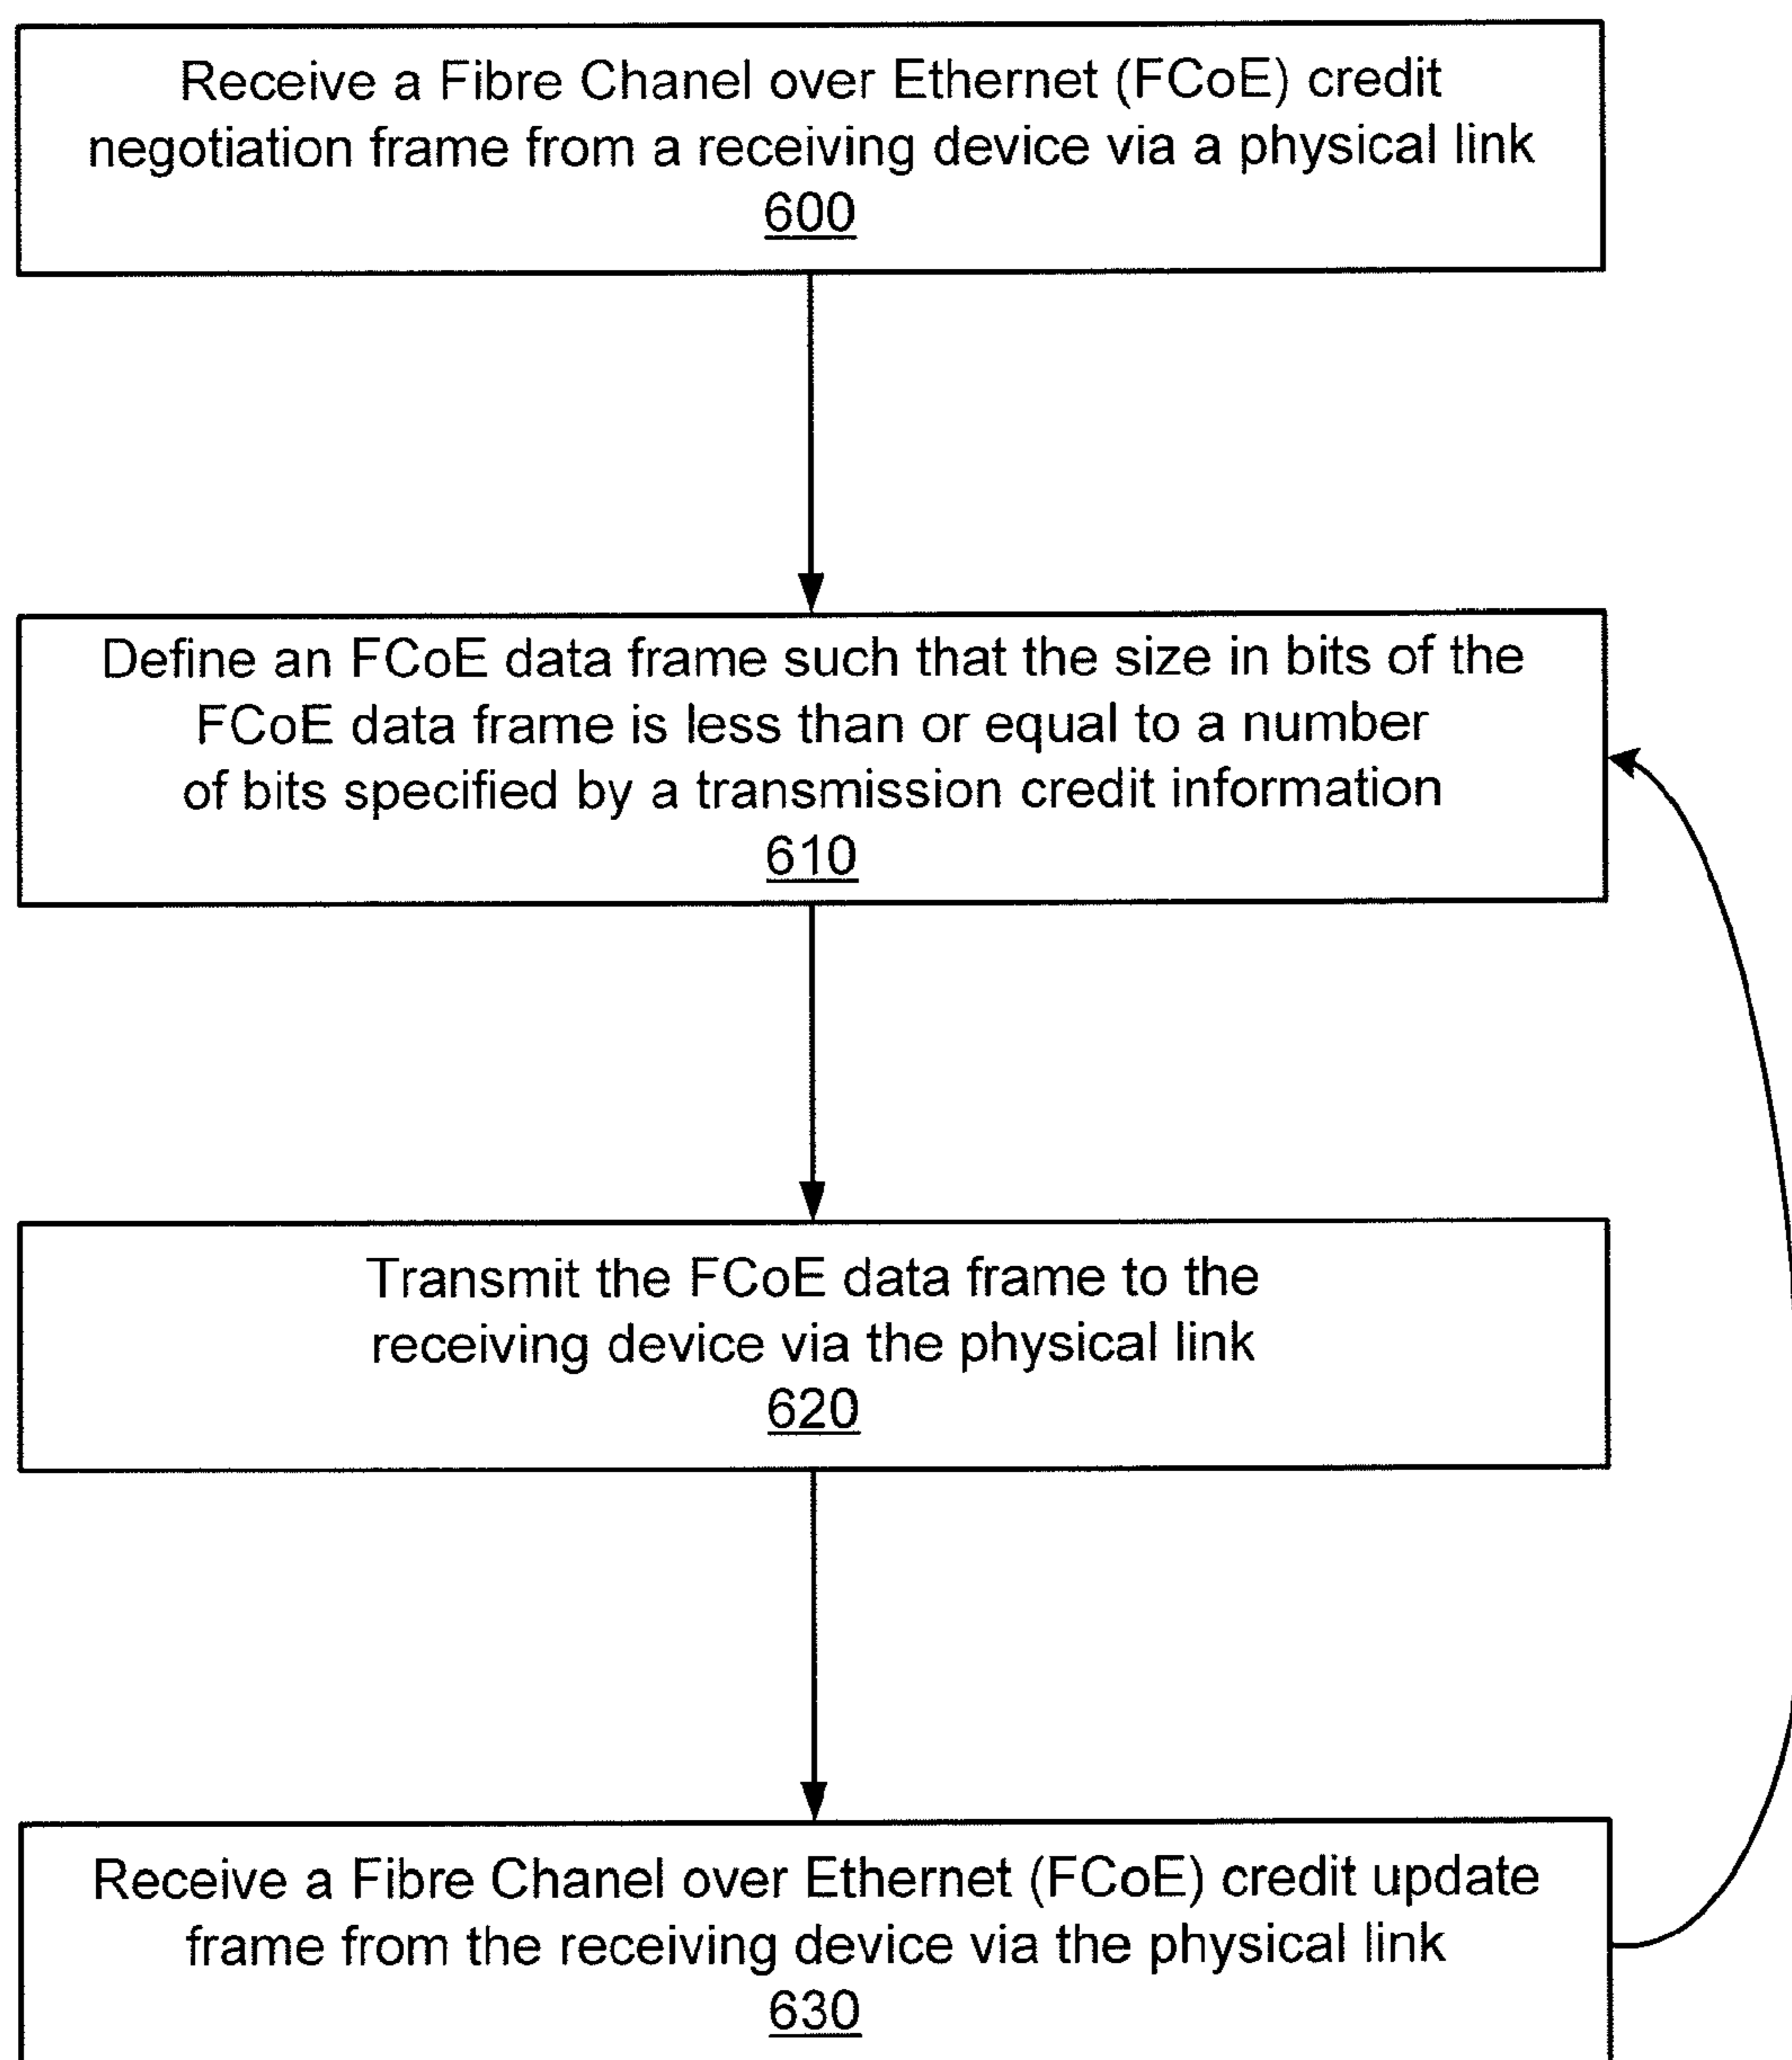 Receive a Fibre Chanel over Ethernet (FCoE) credit
negotiation frame from a receiving device via a physical link
600
Define an FCoE data frame such that the size in bits of the
FCoE data frame is less than or equal to a number
of bits specified by a transmission credit information
610
Transmit the FCoE data frame to the
receiving device via the physical link
620
Receive a Fibre Chanel over Ethernet (FCoE) credit update
frame from the receiving device via the physical link
630